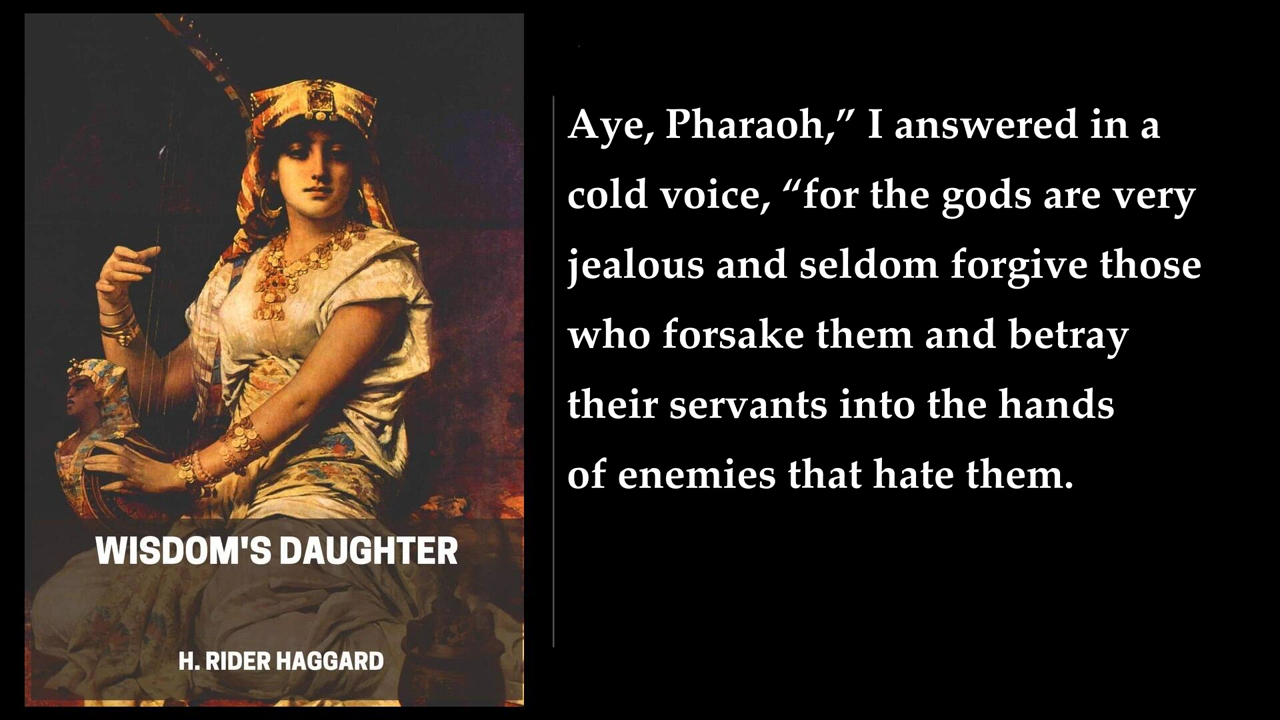 WISDOM'S DAUGHTER
H. RIDER HAGGARD
Aye, Pharaoh,” I answered in a
cold voice, “for the gods are very
jealous and seldom forgive those
who forsake them and betray
their servants into the hands
of enemies that hate them.